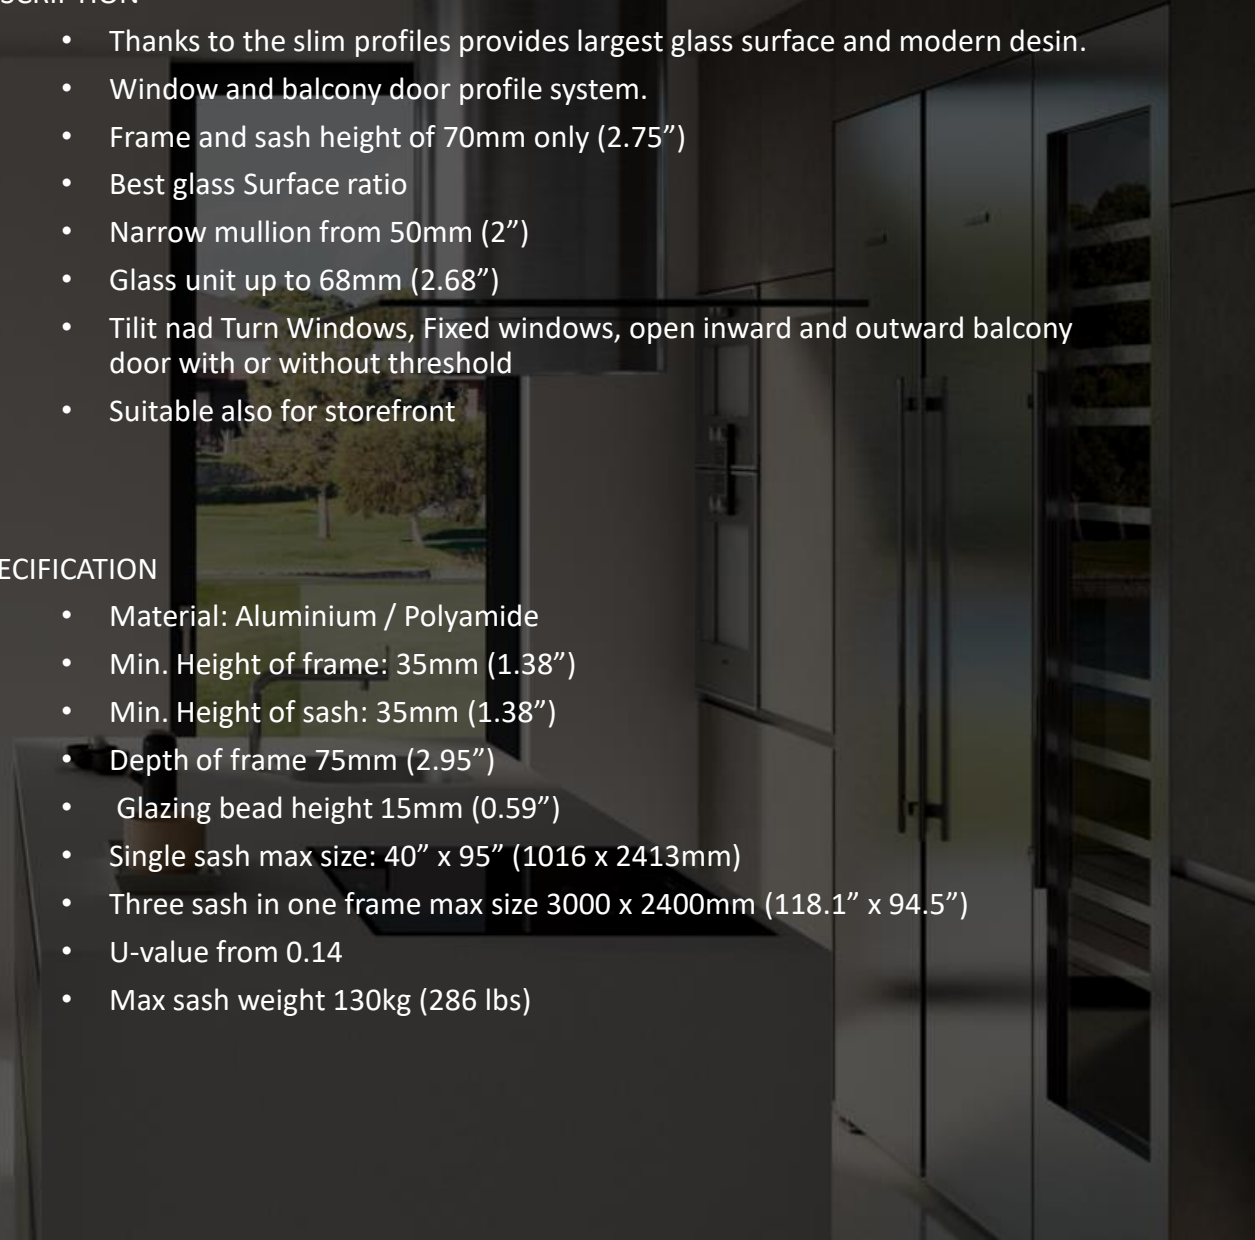 SCRIPTION
• Thanks to the slim profiles provides largest glass surface and modern desin.
• Window and balcony door profile system.
• Frame and sash height of 70mm only (2.75”)
• Best glass Surface ratio
• Narrow mullion from 50mm (2”)
• Glass unit up to 68mm (2.68”)
• Tilit nad Turn Windows, Fixed windows, open inward and outward balcony
door with or without threshold
• Suitable also for storefront
ECIFICATION
• Material: Aluminium / Polyamide
• Min. Height of frame: 35mm (1.38”)
• Min. Height of sash: 35mm (1.38”)
• Depth of frame 75mm (2.95”)
• Glazing bead height 15mm (0.59”)
• Single sash max size: 40” x 95” (1016 x 2413mm)
• Three sash in one frame max size 3000 x 2400mm (118.1” x 94.5”)
• U-value from 0.14
• Max sash weight 130kg (286 lbs)